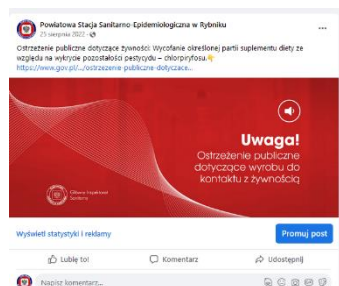 Powiatowa Stacja Sanitarno-Epidemiologiczna w Rybniku
25 sierpnia 2022
Ostrzeżenie publiczne dotyczące żywności: Wycofanie określonej partii suplementu diety ze
względu na wykrycie pozostałości pestycydu – chlorpiryfosu.
https://www.gov.pl/.../ostrzezenie-publiczne-dotyczace...
Uwaga!
Ostrzeżenie publiczne
dotyczące wyrobu do
kontaktu z żywnością
Główny Inspektorat
Sanitarny
Wyświetl statystyki i reklamy
Promuj post
Lubię to!
Komentarz
Udostępnij
Napisz komentarz...